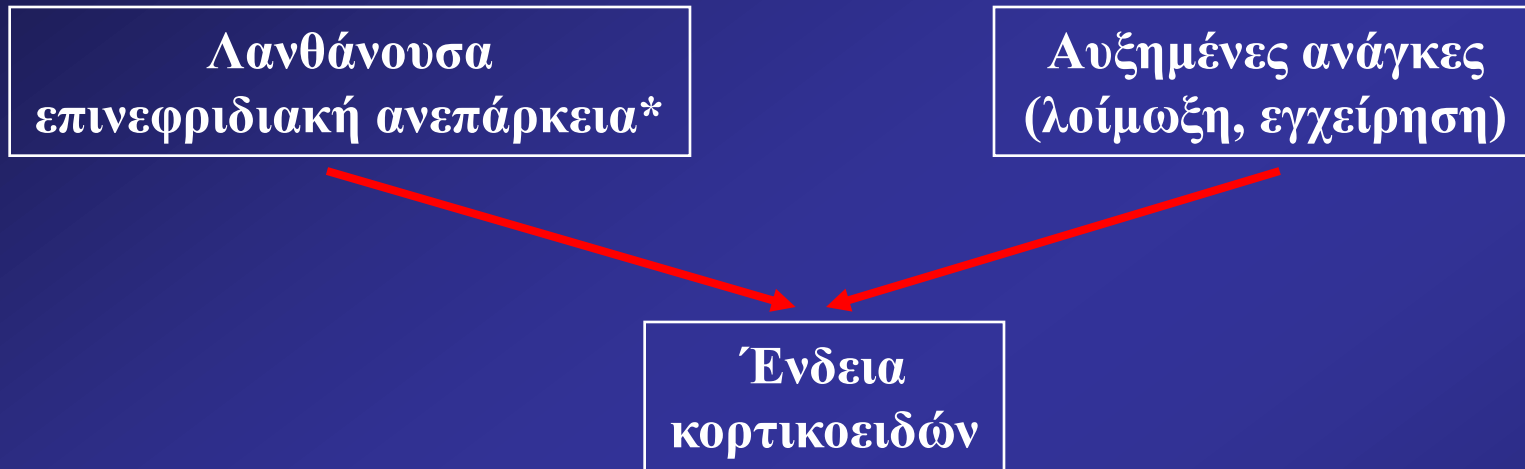 Λανθάνουσα
επινεφριδιακή ανεπάρκεια*
Αυξημένες ανάγκες
(λοίμωξη, εγχείρηση)
Ένδεια
κορτικοειδών